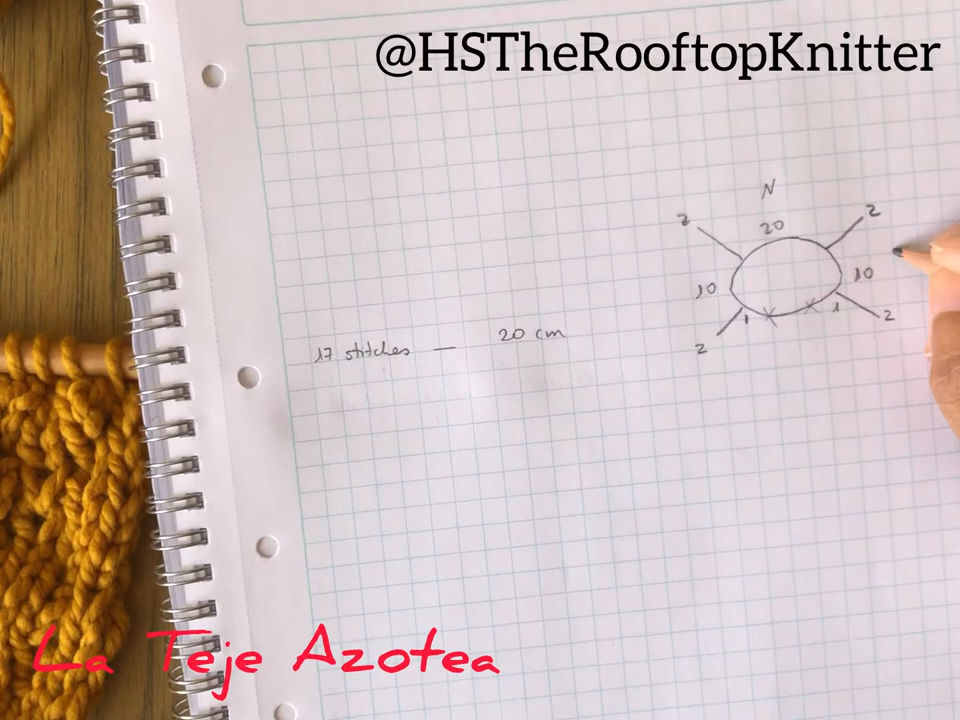 @HSTheRooftopKnitter
N
2 20 2
10 10
1 1 2
2
17 stitches — 20 cm
La Teje Azotea